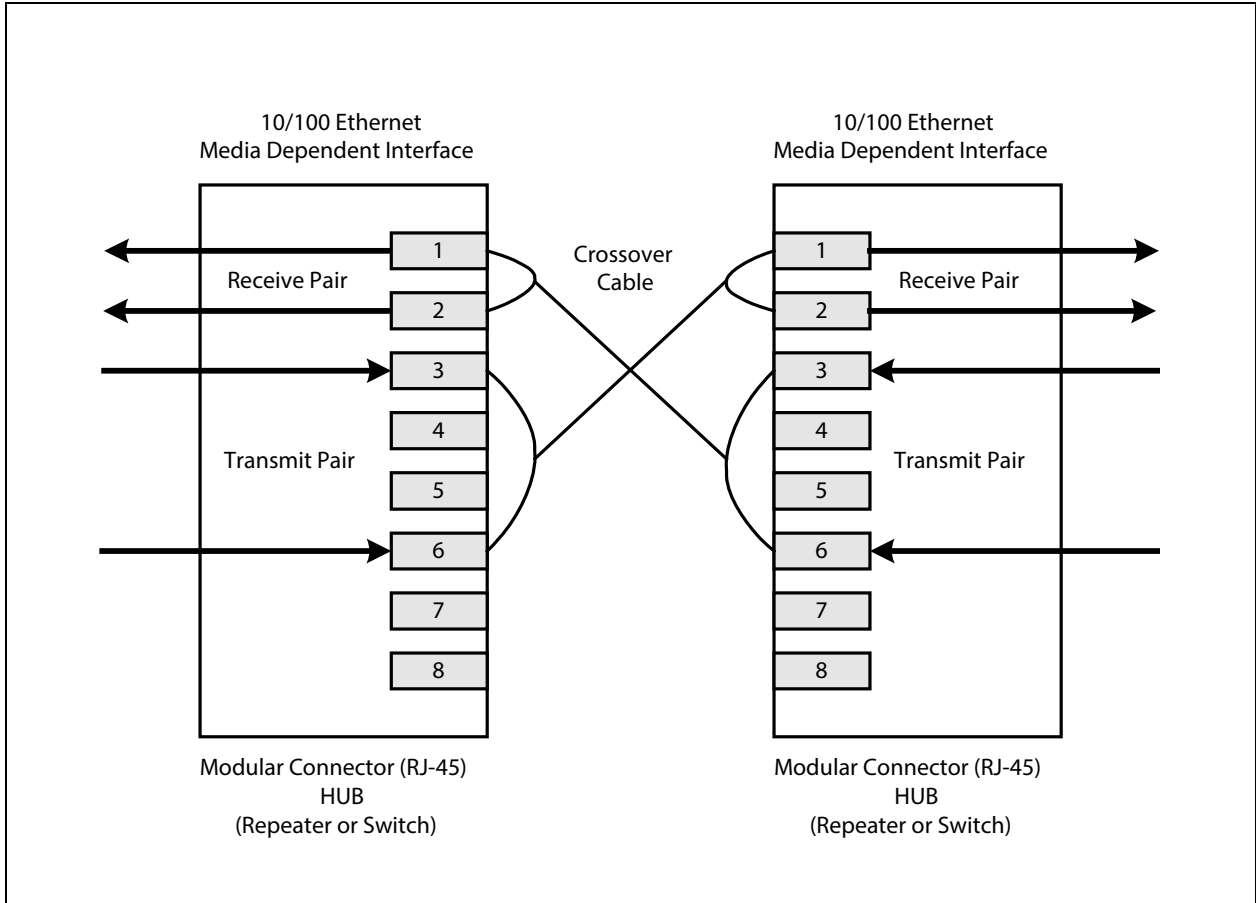 10/100 Ethernet
Media Dependent Interface
1
Receive Pair
2
3
4
Transmit Pair
5
6
7
8
Modular Connector (RJ-45)
HUB
(Repeater or Switch)
Crossover
Cable
10/100 Ethernet
Media Dependent Interface
1
Receive Pair
2
3
4
Transmit Pair
5
6
7
8
Modular Connector (RJ-45)
HUB
(Repeater or Switch)